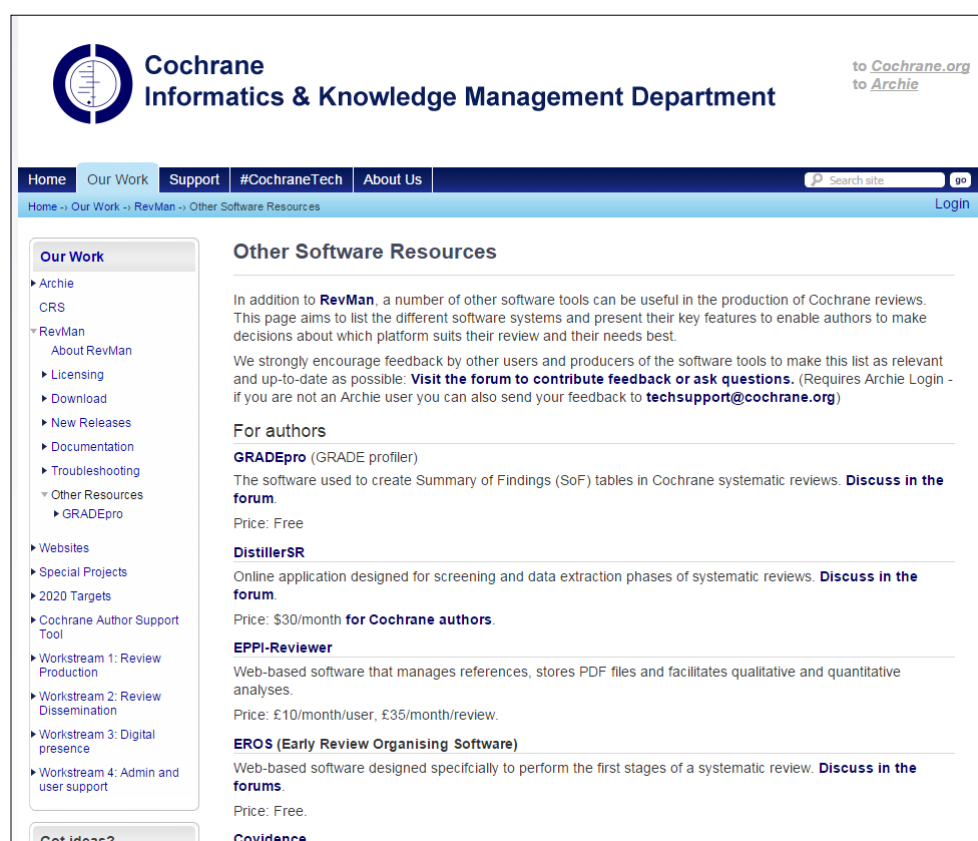 Cochrane
Informatics & Knowledge Management Department
to Cochrane.org
to Archie
Home Our Work Support #CochraneTech About Us
Search site go
Home -› Our Work -› RevMan -› Other Software Resources
Login
Our Work
Archie
CRS
RevMan
About RevMan
Licensing
Download
New Releases
Documentation
Troubleshooting
Other Resources
GRADEpro
Websites
Special Projects
2020 Targets
Cochrane Author Support
Tool
Workstream 1: Review
Production
Workstream 2: Review
Dissemination
Workstream 3: Digital
presence
Workstream 4: Admin and
user support
Got ideas?
Other Software Resources
In addition to RevMan, a number of other software tools can be useful in the production of Cochrane reviews.
This page aims to list the different software systems and present their key features to enable authors to make
decisions about which platform suits their review and their needs best.
We strongly encourage feedback by other users and producers of the software tools to make this list as relevant
and up-to-date as possible: Visit the forum to contribute feedback or ask questions. (Requires Archie Login -
if you are not an Archie user you can also send your feedback to techsupport@cochrane.org)
For authors
GRADEpro (GRADE profiler)
The software used to create Summary of Findings (SoF) tables in Cochrane systematic reviews. Discuss in the
forum.
Price: Free
DistillerSR
Online application designed for screening and data extraction phases of systematic reviews. Discuss in the
forum.
Price: $30/month for Cochrane authors.
EPPI-Reviewer
Web-based software that manages references, stores PDF files and facilitates qualitative and quantitative
analyses.
Price: £10/month/user, £35/month/review.
EROS (Early Review Organising Software)
Web-based software designed specifcially to perform the first stages of a systematic review. Discuss in the
forums.
Price: Free.
Covidence